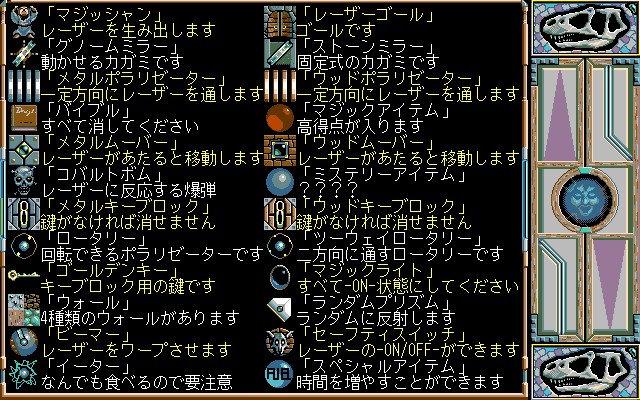 「マジッシャン」
レーザーを生み出します
「グノームミラー」
動かせるカガミです
「メタルポラリゼーター」
一定方向にレーザーを通します
「バイブル」
すべて消してください
「メタルムーバー」
レーザーがあたると移動します
「コバルトボム」
レーザーに反応する爆弾
「メタルキーブロック」
鍵がなければ消せません
「ロータリー」
回転できるポラリゼーターです
「ゴールデンキー」
キーブロック用の鍵です
「ウォール」
4種類のウォールがあります
「ビーマー」
レーザーをワープさせます
「イーター」
なんでも食べるので要注意
「レーザーゴール」
ゴールです
「ストーンミラー」
固定式のカガミです
「ウッドポラリゼーター」
一定方向にレーザーを通します
「マジックアイテム」
高得点が入ります
「ウッドムーバー」
レーザーがあたると移動します
「ミステリーアイテム」
????
「ウッドキーブロック」
鍵がなければ消せません
「ツーウェイロータリー」
二方向に通すロータリーです
「マジックライト」
すべて-ON-状態にしてください
「ランダムプリズム」
ランダムに反射します
「セーフティスイッチ」
レーザーの-ON/OFF-ができます
「スペシャルアイテム」
時間を増やすことができます
FUEL